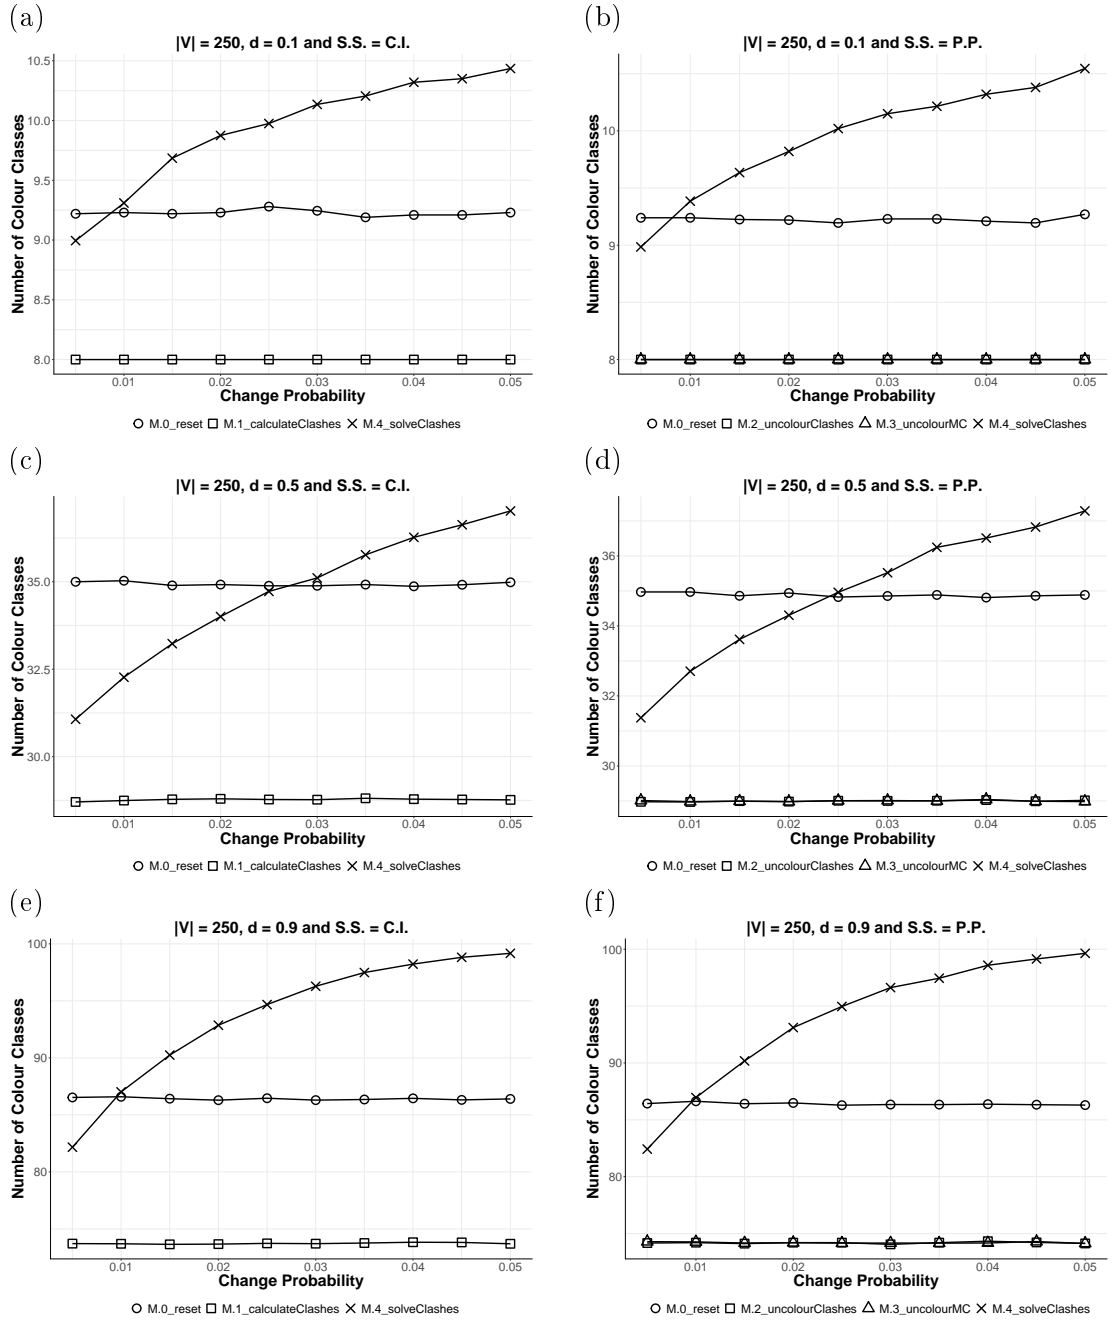 (a)
|V| = 250, d = 0.1 and S.S. = C.I.
Number of Colour Classes
10.5
10.0
9.5
9.0
8.5
8.0
0.01 0.02 0.03 0.04 0.05
Change Probability
M.0_reset M.1_calculateClashes M.4_solveClashes
(b)
|V| = 250, d = 0.1 and S.S. = P.P.
Number of Colour Classes
10
9
8
0.01 0.02 0.03 0.04 0.05
Change Probability
M.0_reset M.2_uncolourClashes M.3_uncolourMC M.4_solveClashes
(c)
|V| = 250, d = 0.5 and S.S. = C.I.
Number of Colour Classes
35.0
32.5
30.0
0.01 0.02 0.03 0.04 0.05
Change Probability
M.0_reset M.1_calculateClashes M.4_solveClashes
(d)
|V| = 250, d = 0.5 and S.S. = P.P.
Number of Colour Classes
36
34
32
30
0.01 0.02 0.03 0.04 0.05
Change Probability
M.0_reset M.2_uncolourClashes M.3_uncolourMC M.4_solveClashes
(e)
|V| = 250, d = 0.9 and S.S. = C.I.
Number of Colour Classes
100
90
80
0.01 0.02 0.03 0.04 0.05
Change Probability
M.0_reset M.1_calculateClashes M.4_solveClashes
(f)
|V| = 250, d = 0.9 and S.S. = P.P.
Number of Colour Classes
100
90
80
0.01 0.02 0.03 0.04 0.05
Change Probability
M.0_reset M.2_uncolourClashes M.3_uncolourMC M.4_solveClashes